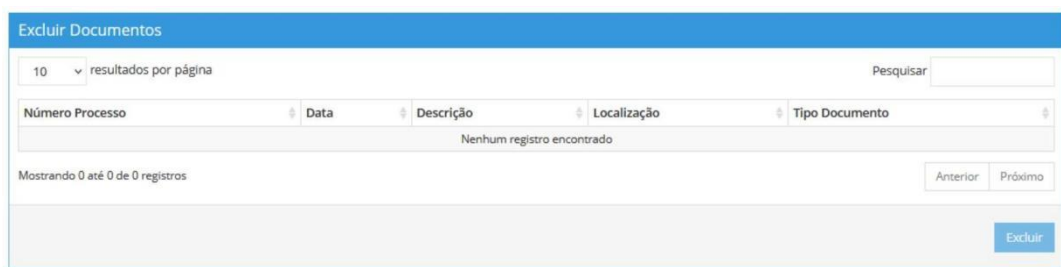 Excluir Documentos
10 resultados por página Pesquisar
Número Processo Data Descrição Localização Tipo Documento
Nenhum registro encontrado
Mostrando 0 até 0 de 0 registros Anterior Próximo
Excluir